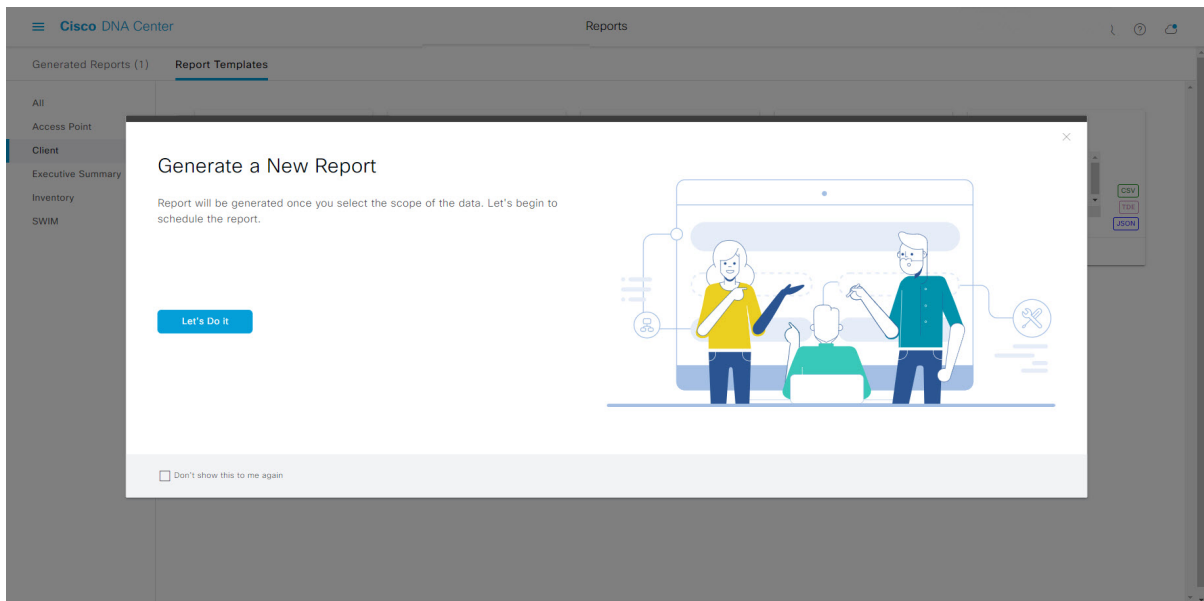 Cisco DNA Center
Reports
Generated Reports (1)
Report Templates
All
Access Point
Client
Executive Summary
Inventory
SWIM
Generate a New Report
Report will be generated once you select the scope of the data. Let's begin to
schedule the report.
Let's Do it
Don't show this to me again
CSV
TDE
JSON